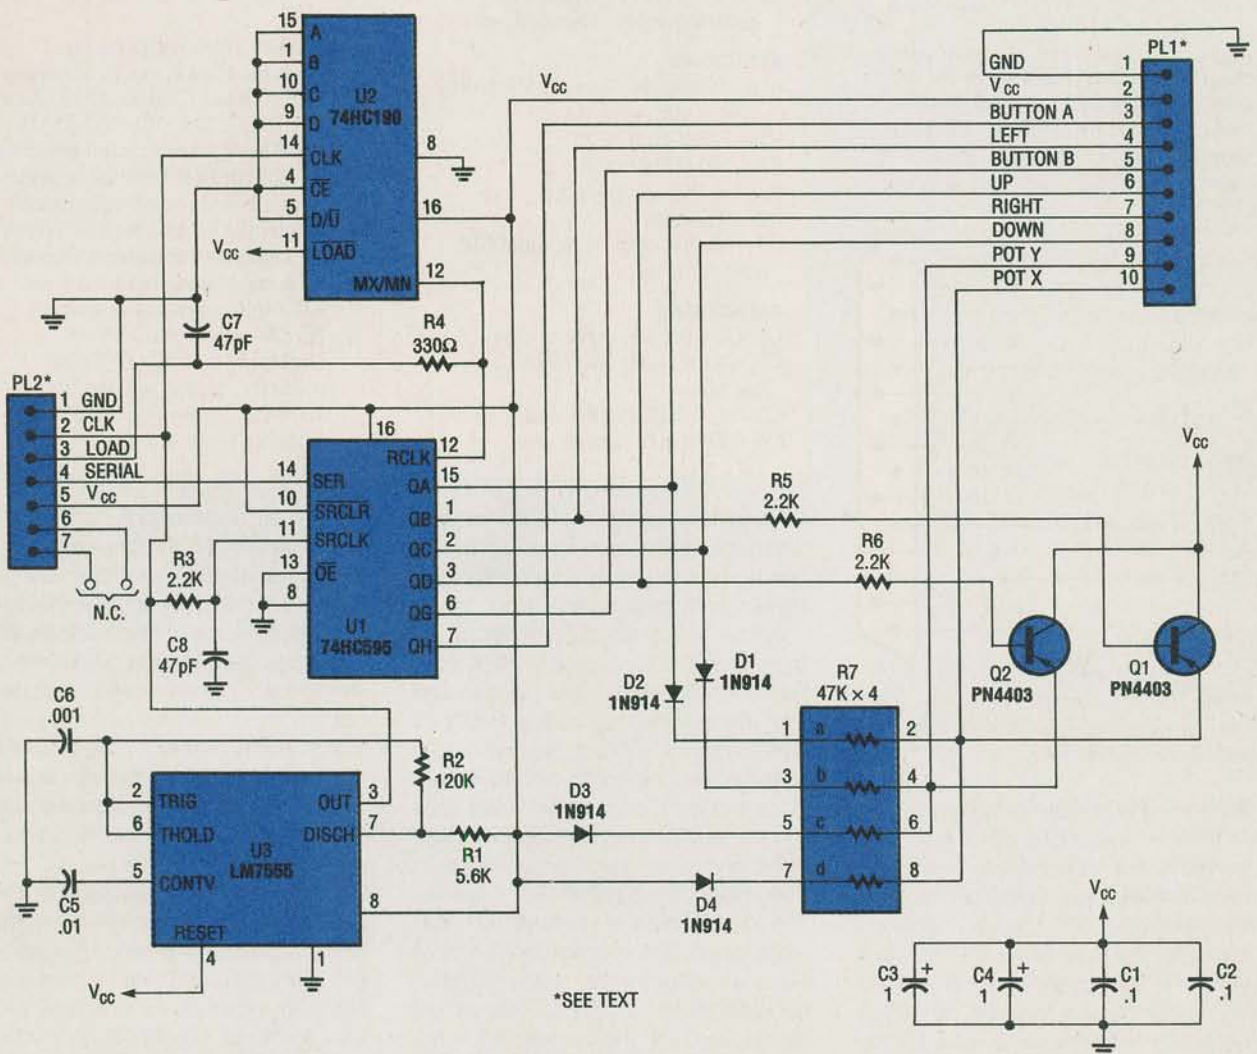 15 A
1 B
10 C
9 D
14 CLK
4 CE
5 D/U
VCC 11 LOAD
U2
74HC190
8
16
12 MX/MN
VCC
PL1*
GND 1
VCC 2
BUTTON A 3
LEFT 4
BUTTON B 5
UP 6
RIGHT 7
DOWN 8
POT Y 9
POT X 10
C7
47pF
R4
330Ω
PL2*
1 GND
2 CLK
3 LOAD
4 SERIAL
5 VCC
6
7
N.C.
R3
2.2K
C8
47pF
16
14 SER
10 SRCLR
11 SRCLK
13 OE
8
RCLK 12
QA 15
QB 1
QC 2
QD 3
QG 6
QH 7
U1
74HC595
R5
2.2K
R6
2.2K
VCC
Q2
PN4403
Q1
PN4403
D1
1N914
D2
1N914
R7
47K × 4
1 a 2
3 b 4
5 c 6
7 d 8
D3
1N914
D4
1N914
C6
.001
R2
120K
R1
5.6K
2 TRIG
6 THOLD
5 CONTV
OUT 3
DISCH 7
8
U3
LM7555
RESET
4
1
C5
.01
VCC
*SEE TEXT
VCC
C3
1
+
C4
1
+
C1
.1
C2
.1